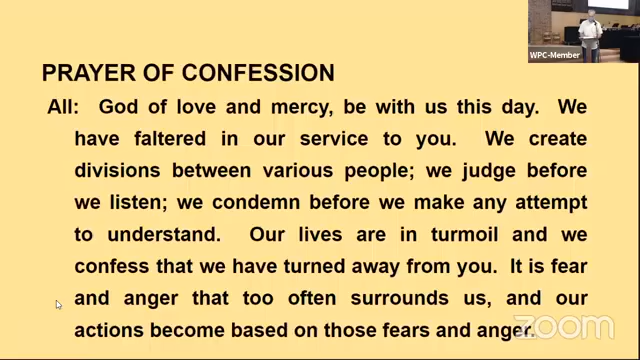 WPC-Member
PRAYER OF CONFESSION
All: God of love and mercy, be with us this day. We
have faltered in our service to you. We create
divisions between various people; we judge before
we listen; we condemn before we make any attempt
to understand. Our lives are in turmoil and we
confess that we have turned away from you. It is fear
and anger that too often surrounds us, and our
actions become based on those fears and anger.
zoom